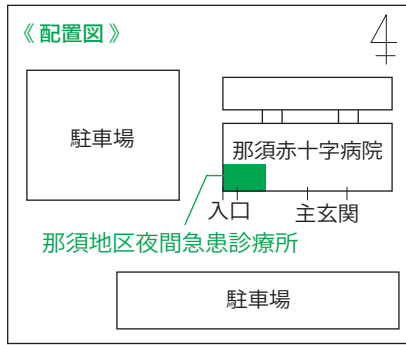 《 配置図 》
駐車場
那須赤十字病院
入口
主玄関
那須地区夜間急患診療所
駐車場